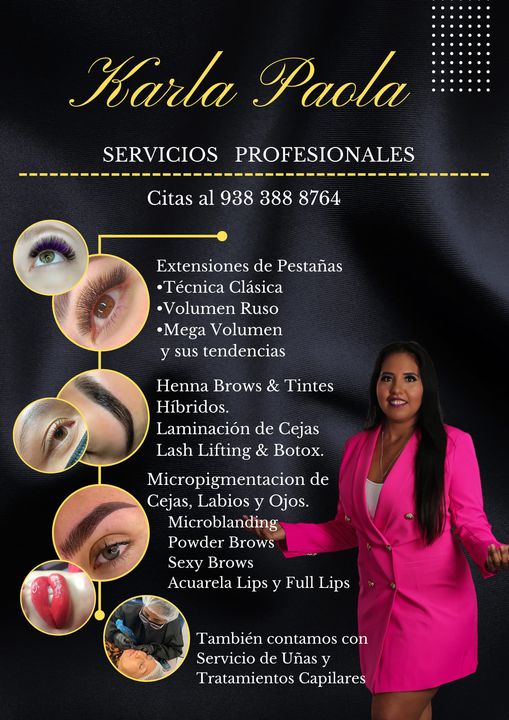 Karla Paola
SERVICIOS PROFESIONALES
Citas al 938 388 8764
Extensiones de Pestañas
•Técnica Clásica
•Volumen Ruso
•Mega Volumen
y sus tendencias
Henna Brows & Tintes
Híbridos.
Laminación de Cejas
Lash Lifting & Botox.
Micropigmentacion de
Cejas, Labios y Ojos.
Microblanding
Powder Brows
Sexy Brows
Acuarela Lips y Full Lips
También contamos con
Servicio de Uñas y
Tratamientos Capilares